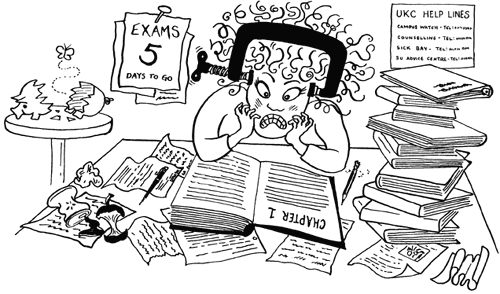 EXAMS
5
DAYS TO GO
UKC HELP LINES
CAMPUS WATCH - TEL:
COUNSELLING - TEL:
SICK BAY - TEL:
SU ADVICE CENTRE - TEL:
CHAPTER 1